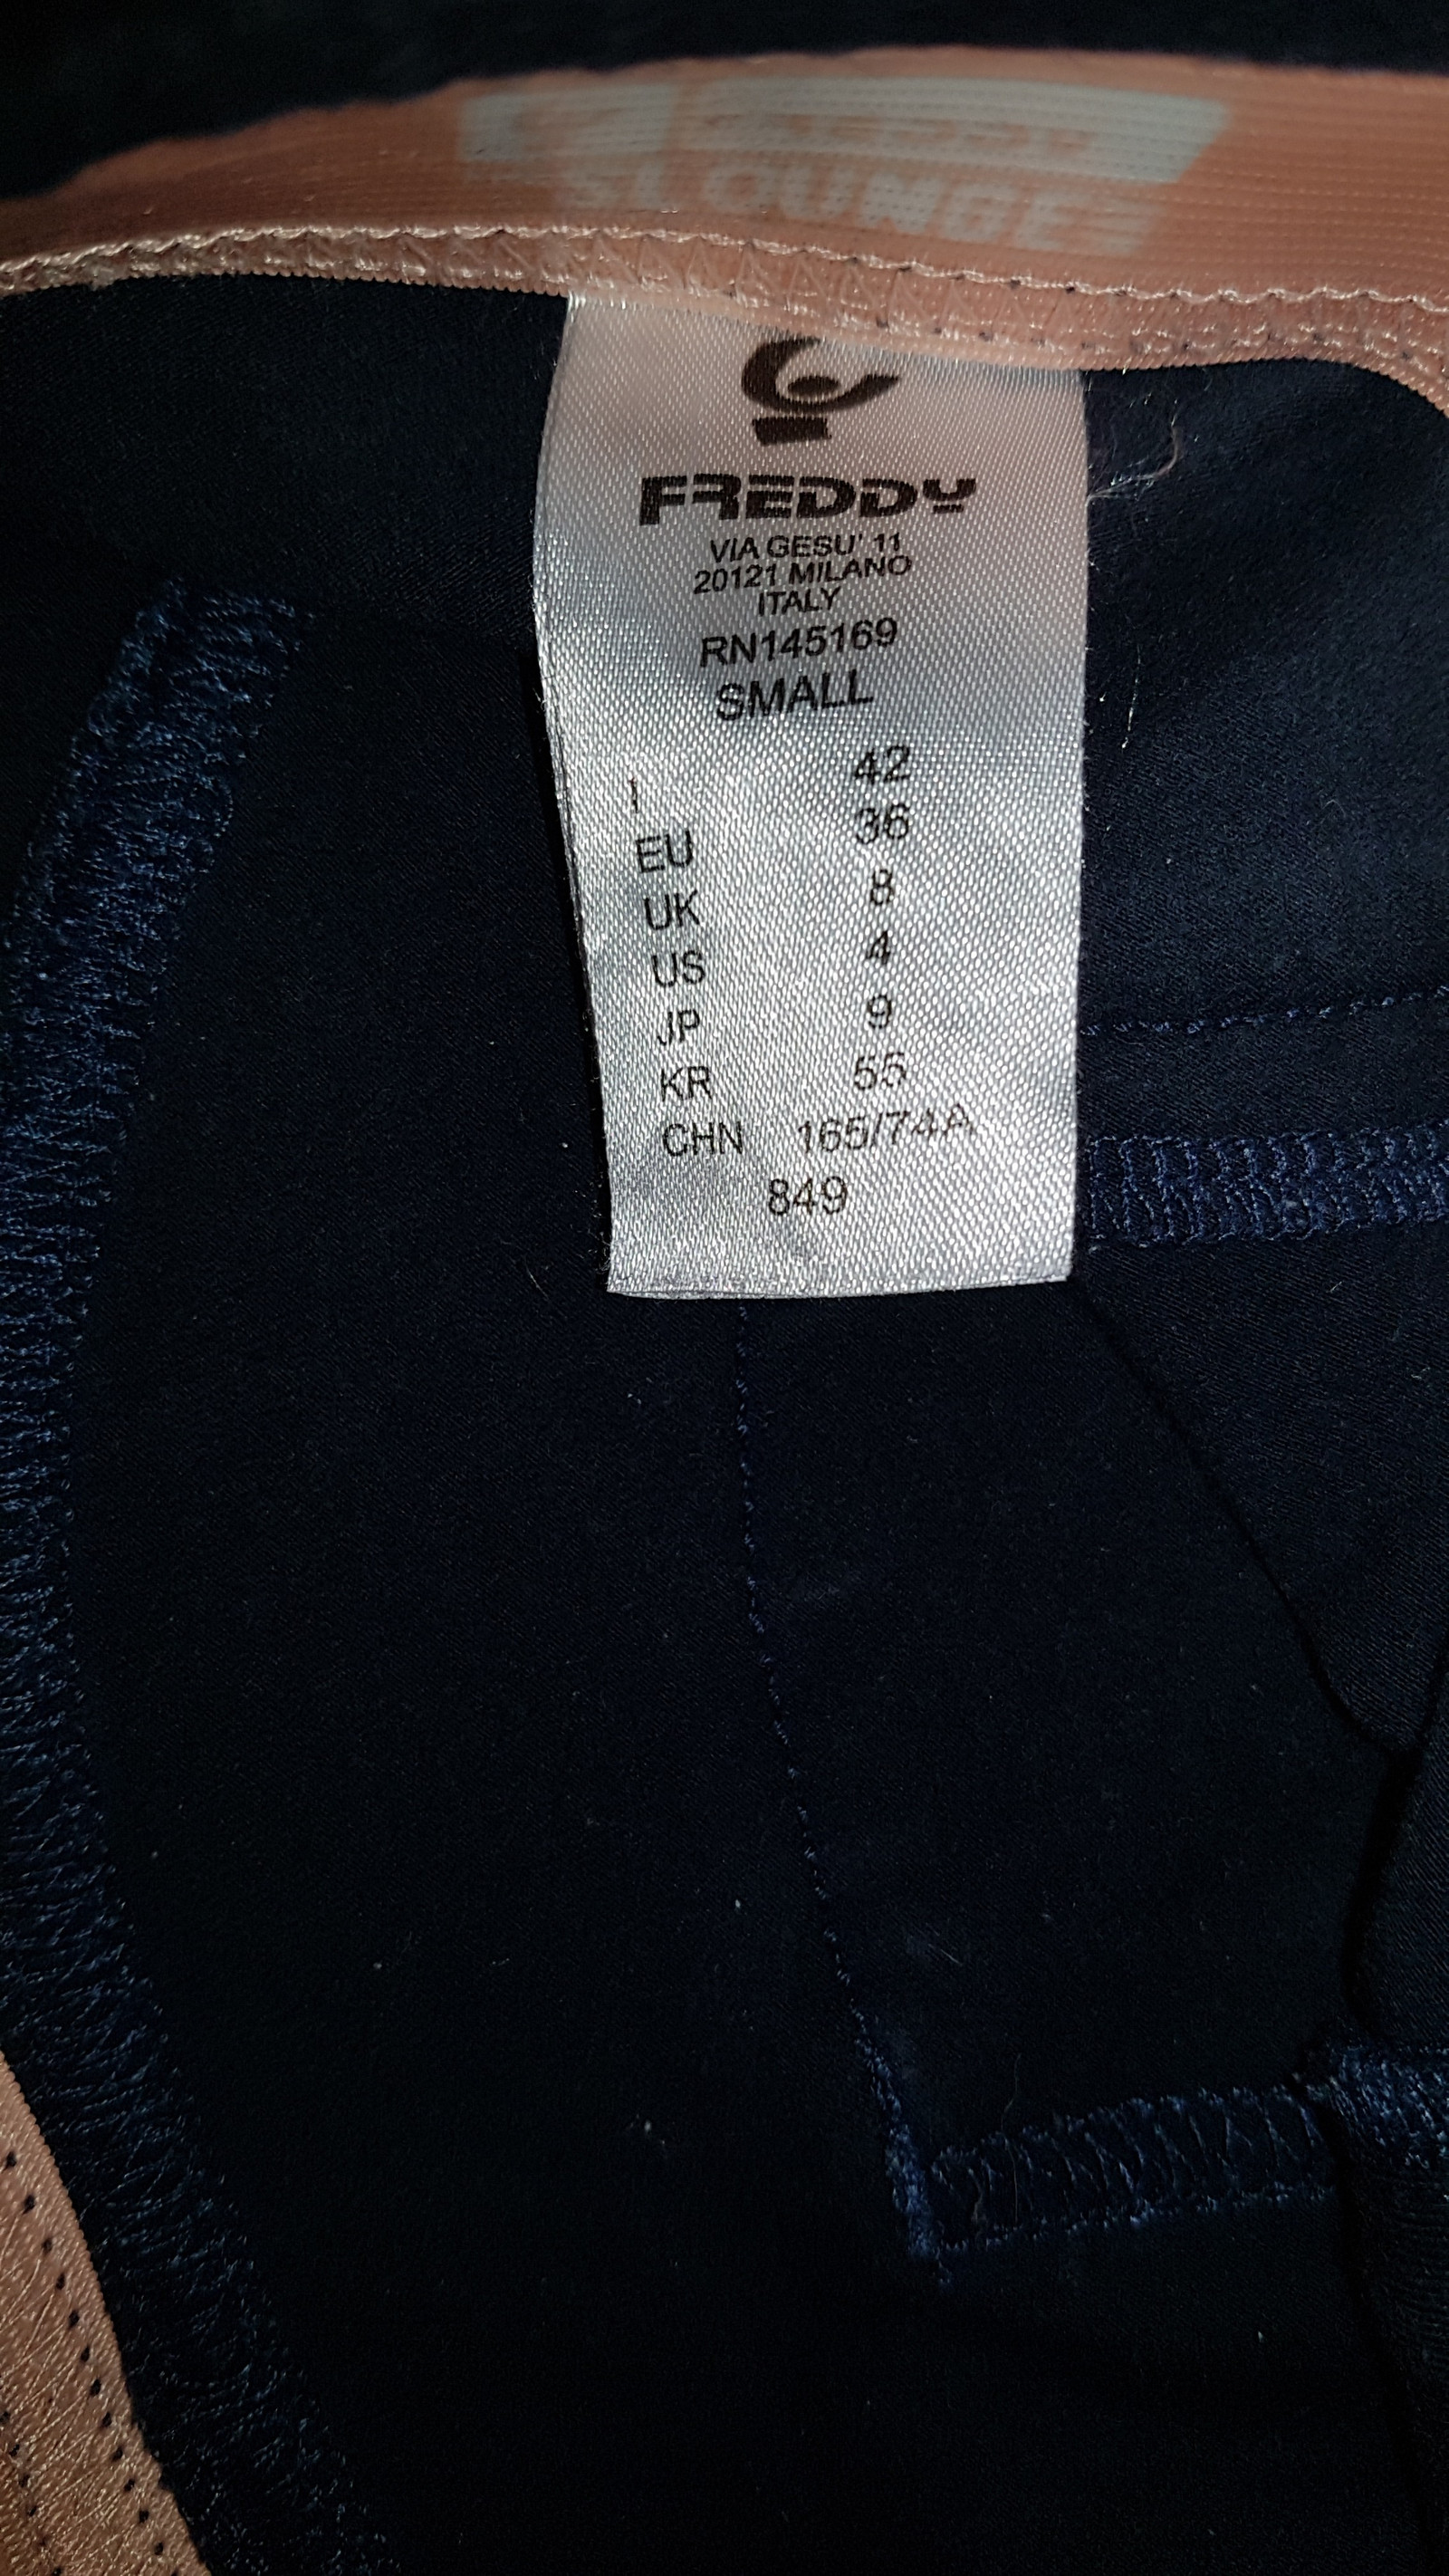 LOUNGE
FREDDY
VIA GESU' 11
20121 MILANO
ITALY
RN145169
SMALL
I 42
EU 36
UK 8
US 4
JP 9
KR 55
CHN 165/74A
849